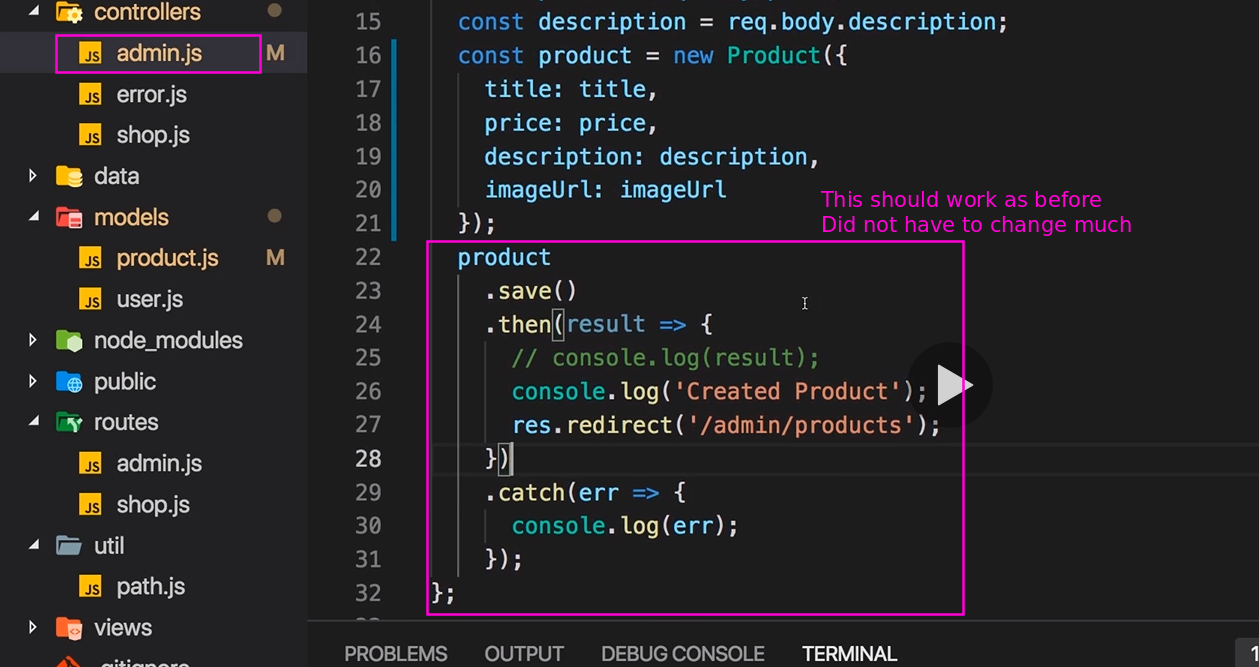 controllers
admin.js M
error.js
shop.js
data
models
product.js M
user.js
node_modules
public
routes
admin.js
shop.js
util
path.js
views
15 const description = req.body.description;
16 const product = new Product({
17 title: title,
18 price: price,
19 description: description,
20 imageUrl: imageUrl
21 });
This should work as before
Did not have to change much
22 product
23 .save()
24 .then(result => {
25 // console.log(result);
26 console.log('Created Product');
27 res.redirect('/admin/products');
28 })
29 .catch(err => {
30 console.log(err);
31 });
32 };
PROBLEMS OUTPUT DEBUG CONSOLE TERMINAL